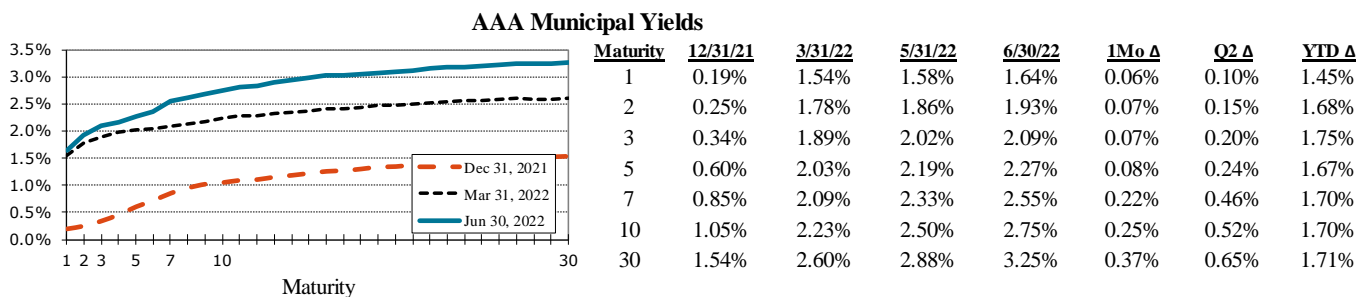 AAA Municipal Yields
3.5%
3.0%
2.5%
2.0%
1.5%
1.0%
0.5%
0.0%
1 2 3 5 7 10 30
Maturity
Dec 31, 2021
Mar 31, 2022
Jun 30, 2022
Maturity 12/31/21 3/31/22 5/31/22 6/30/22 1Mo Δ Q2 Δ YTD Δ
1 0.19% 1.54% 1.58% 1.64% 0.06% 0.10% 1.45%
2 0.25% 1.78% 1.86% 1.93% 0.07% 0.15% 1.68%
3 0.34% 1.89% 2.02% 2.09% 0.07% 0.20% 1.75%
5 0.60% 2.03% 2.19% 2.27% 0.08% 0.24% 1.67%
7 0.85% 2.09% 2.33% 2.55% 0.22% 0.46% 1.70%
10 1.05% 2.23% 2.50% 2.75% 0.25% 0.52% 1.70%
30 1.54% 2.60% 2.88% 3.25% 0.37% 0.65% 1.71%